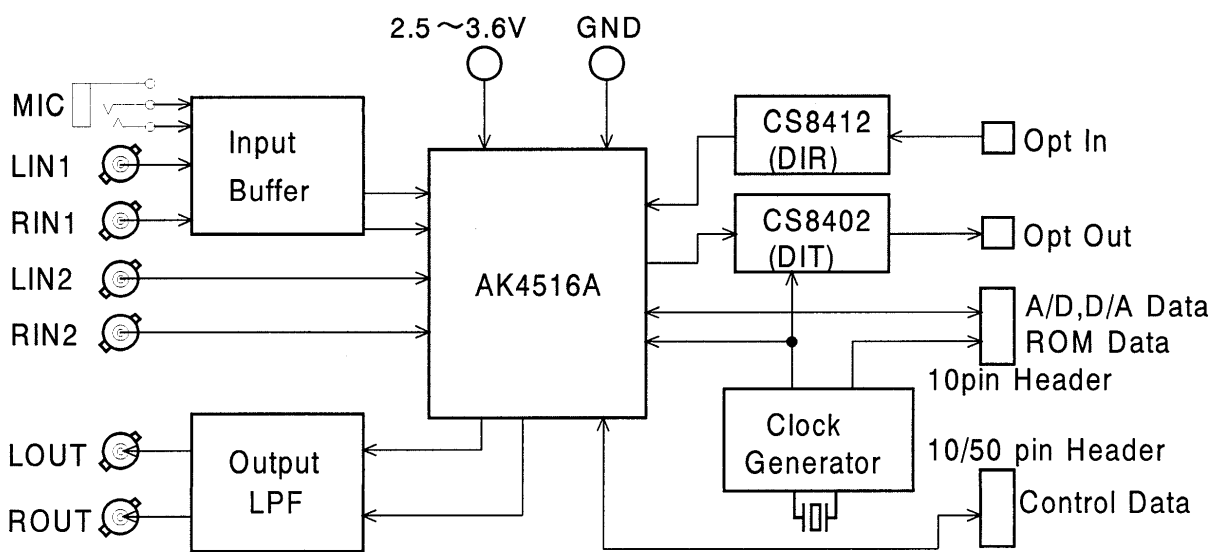 2.5～3.6V
GND
MIC
LIN1
RIN1
LIN2
RIN2
Input
Buffer
AK4516A
CS8412
(DIR)
Opt In
CS8402
(DIT)
Opt Out
A/D,D/A Data
ROM Data
10pin Header
Clock
Generator
10/50 pin Header
Control Data
LOUT
ROUT
Output
LPF